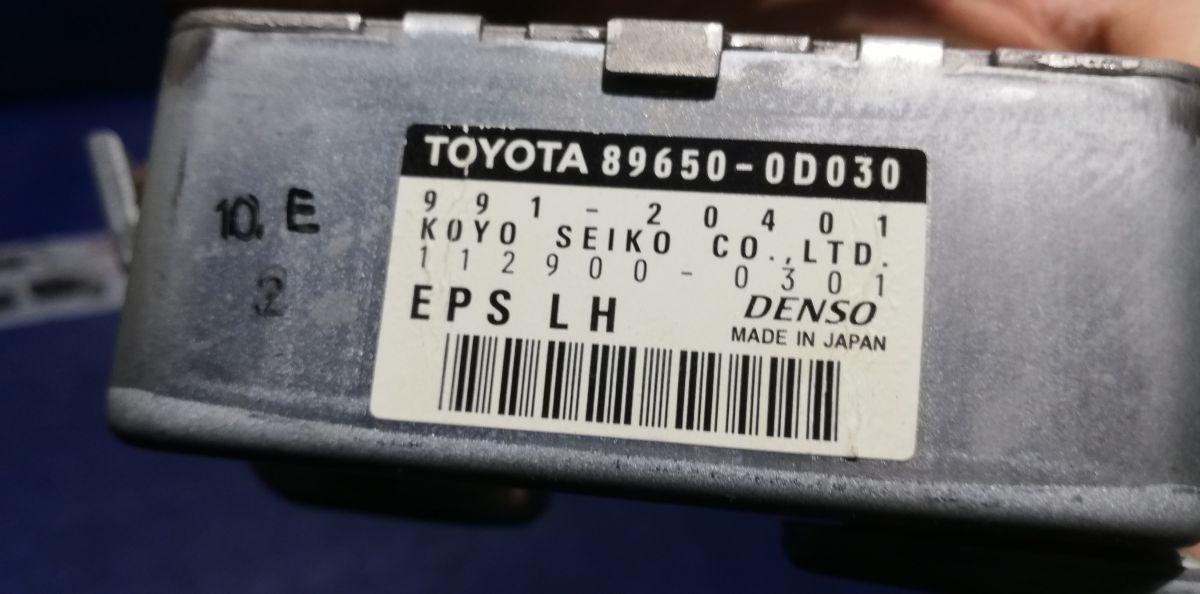 TOYOTA 89650-0D030
991-20401
KOYO SEIKO CO.,LTD.
112900-0301
EPS LH
DENSO
MADE IN JAPAN
10. E
2